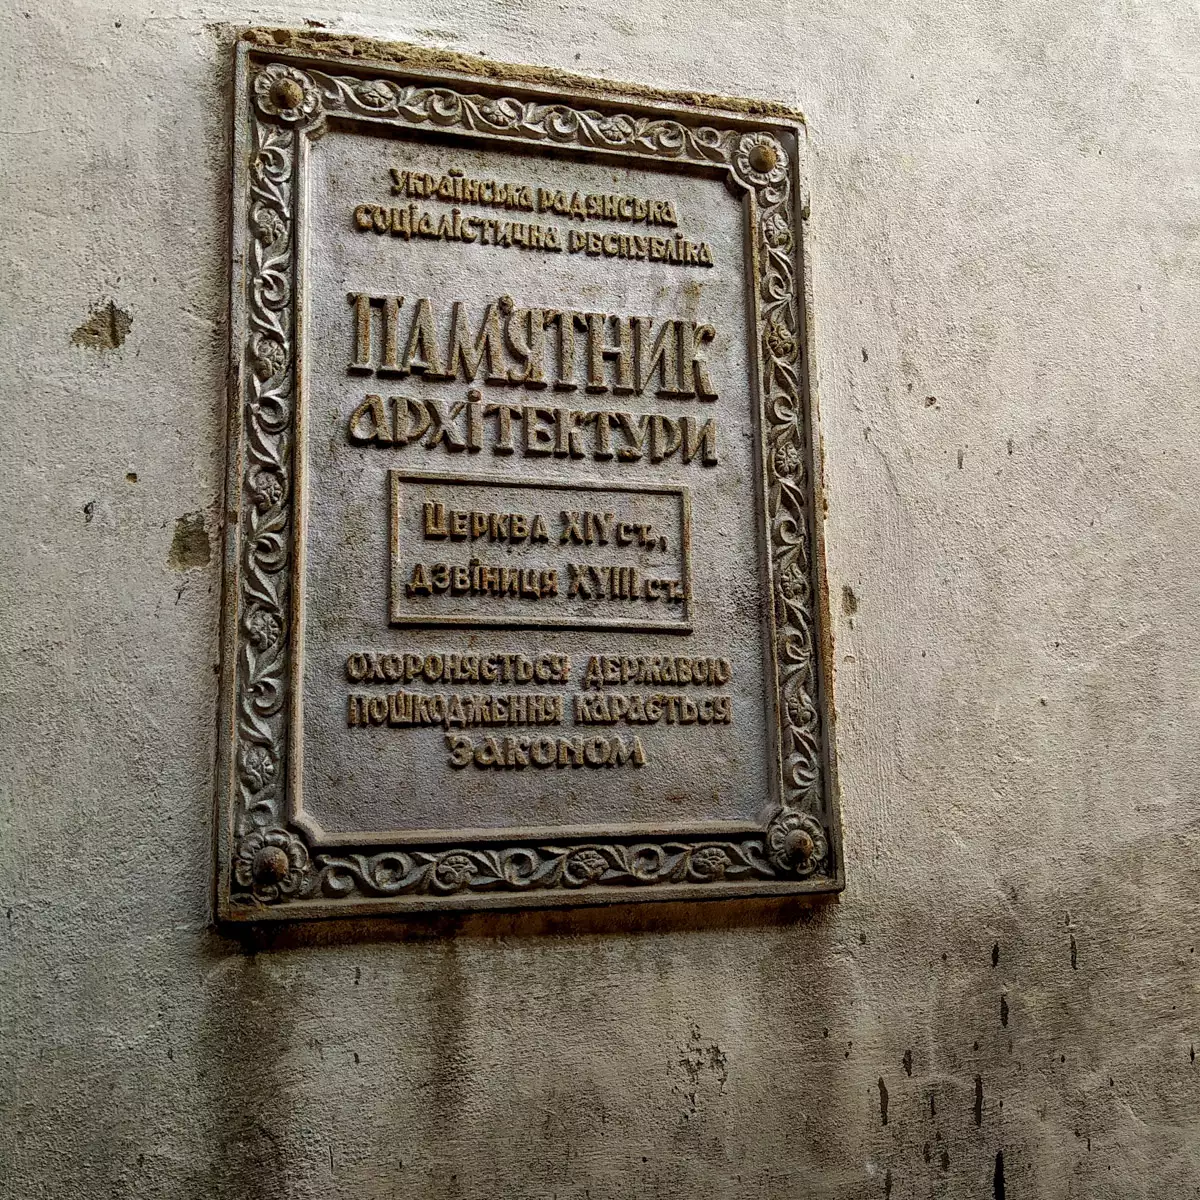 Українська Радянська
Соціалістична Республіка
ПАМ'ЯТНИК
АРХІТЕКТУРИ
Церква XIV ст.,
дзвіниця XVIII ст.
Охороняється державою
пошкодження карається
законом